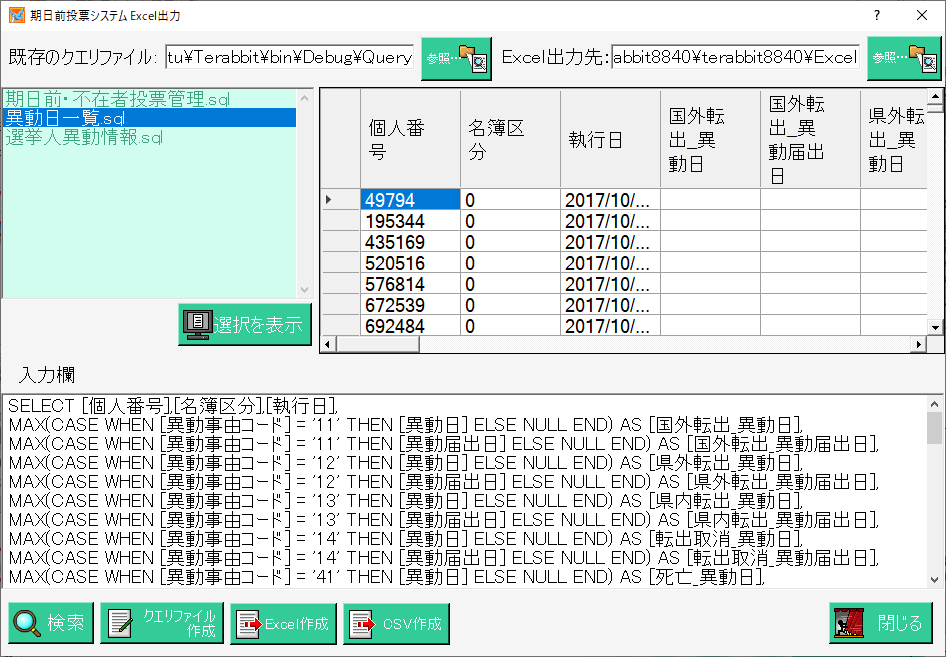 期日前投票システム Excel出力
?
既存のクエリファイル: tu¥Terabbit¥bin¥Debug¥Query 参照… Excel出力先: abbit8840¥terabbit8840¥Excel 参照…
期日前・不在者投票管理.sql
異動日一覧.sql
選挙人異動情報.sql
選択を表示
個人番号 名簿区分 執行日 国外転出_異動日 国外転出_異動届出日 県外転出_異動日
49794 0 2017/10/...
195344 0 2017/10/...
435169 0 2017/10/...
520516 0 2017/10/...
576814 0 2017/10/...
672539 0 2017/10/...
692484 0 2017/10/...
入力欄
SELECT [個人番号],[名簿区分],[執行日],
MAX(CASE WHEN [異動事由コード] = '11' THEN [異動日] ELSE NULL END) AS [国外転出_異動日],
MAX(CASE WHEN [異動事由コード] = '11' THEN [異動届出日] ELSE NULL END) AS [国外転出_異動届出日],
MAX(CASE WHEN [異動事由コード] = '12' THEN [異動日] ELSE NULL END) AS [県外転出_異動日],
MAX(CASE WHEN [異動事由コード] = '12' THEN [異動届出日] ELSE NULL END) AS [県外転出_異動届出日],
MAX(CASE WHEN [異動事由コード] = '13' THEN [異動日] ELSE NULL END) AS [県内転出_異動日],
MAX(CASE WHEN [異動事由コード] = '13' THEN [異動届出日] ELSE NULL END) AS [県内転出_異動届出日],
MAX(CASE WHEN [異動事由コード] = '14' THEN [異動日] ELSE NULL END) AS [転出取消_異動日],
MAX(CASE WHEN [異動事由コード] = '14' THEN [異動届出日] ELSE NULL END) AS [転出取消_異動届出日],
MAX(CASE WHEN [異動事由コード] = '41' THEN [異動日] ELSE NULL END) AS [死亡_異動日],
検索 クエリファイル作成 Excel作成 CSV作成 閉じる